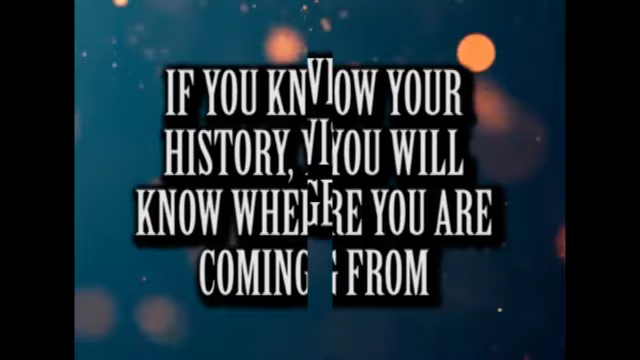 IF YOU KNOW YOUR
HISTORY, YOU WILL
KNOW WHERE YOU ARE
COMING FROM